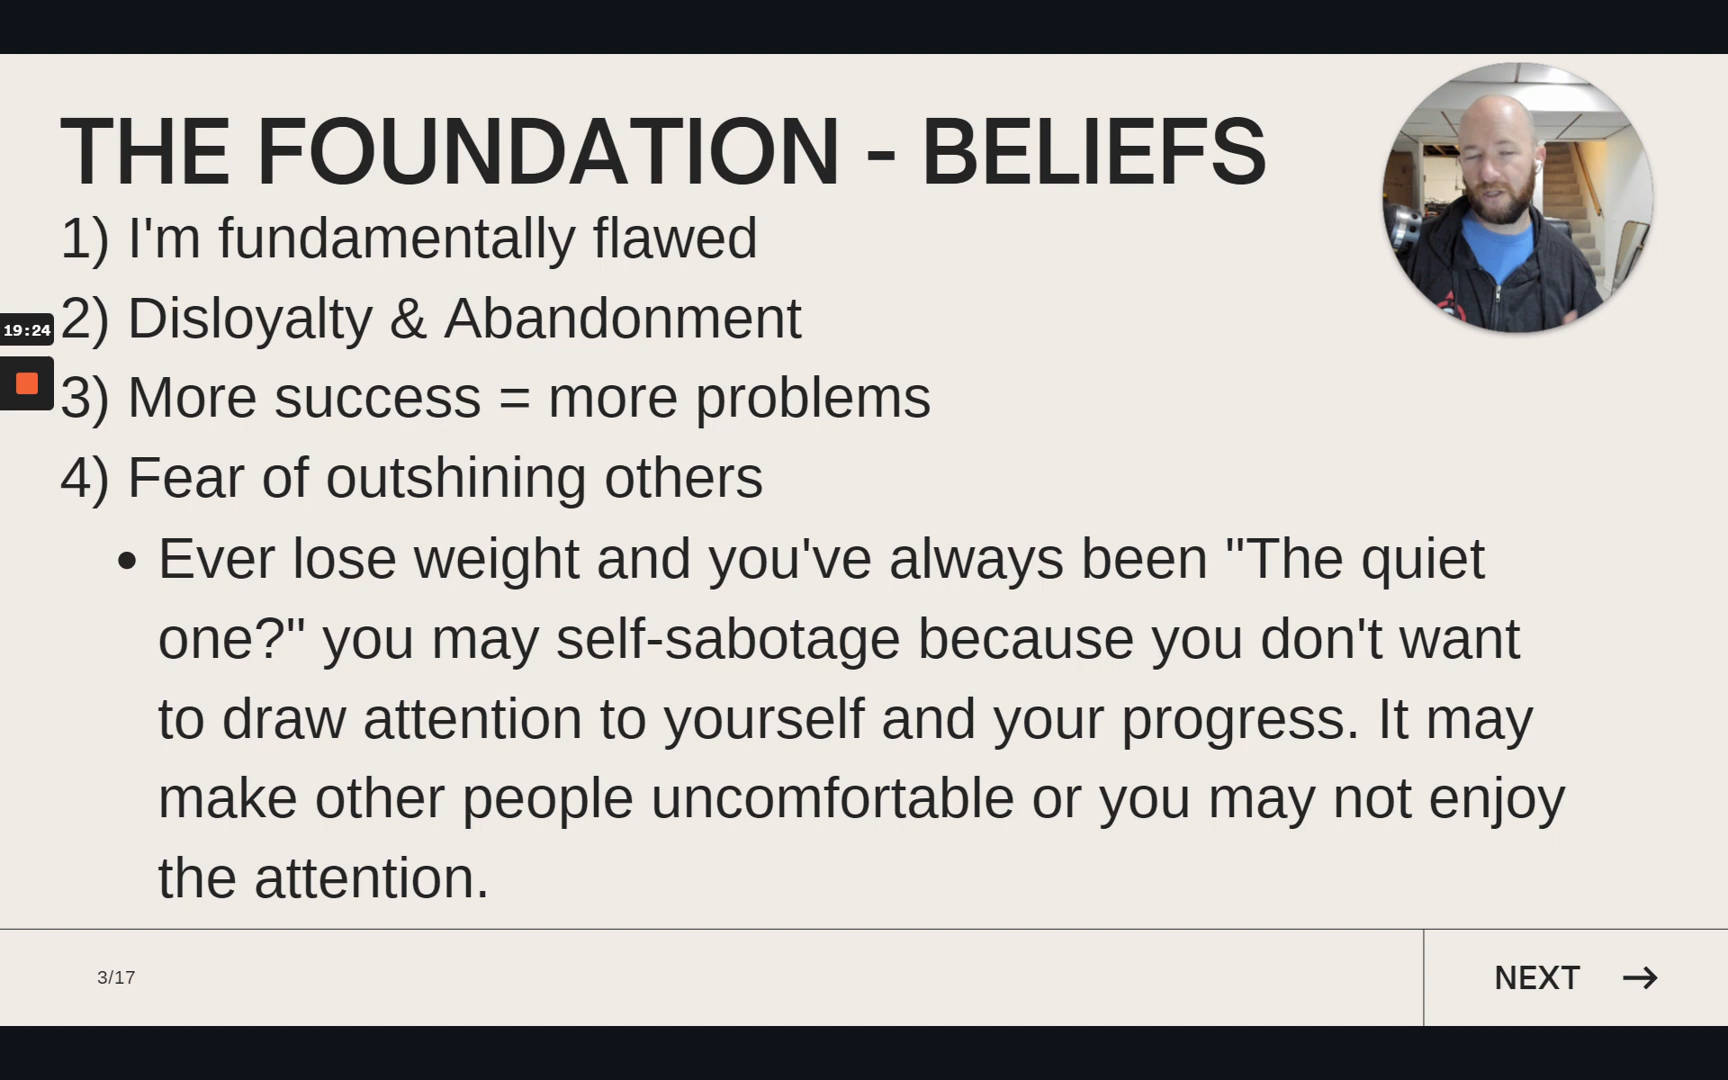 THE FOUNDATION - BELIEFS
1) I'm fundamentally flawed
19:24
2) Disloyalty & Abandonment
3) More success = more problems
4) Fear of outshining others
• Ever lose weight and you've always been "The quiet
one?" you may self-sabotage because you don't want
to draw attention to yourself and your progress. It may
make other people uncomfortable or you may not enjoy
the attention.
3/17
NEXT →